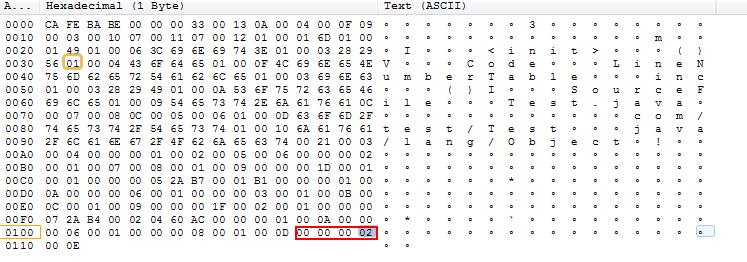 A... Hexadecimal (1 Byte) Text (ASCII)
0000 CA FE BA BE 00 00 00 33 00 13 0A 00 04 00 0F 09 ° ° ° ° ° ° ° 3 ° ° ° ° ° ° ° °
0010 00 03 00 10 07 00 11 07 00 12 01 00 01 6D 01 00 ° ° ° ° ° ° ° ° ° ° ° ° ° m ° °
0020 01 49 01 00 06 3C 69 6E 69 74 3E 01 00 03 28 29 ° I ° ° ° < i n i t > ° ° ° ( )
0030 56 01 00 04 43 6F 64 65 01 00 0F 4C 69 6E 65 4E V ° ° ° C o d e ° ° ° L i n e N
0040 75 6D 62 65 72 54 61 62 6C 65 01 00 03 69 6E 63 u m b e r T a b l e ° ° ° i n c
0050 01 00 03 28 29 49 01 00 0A 53 6F 75 72 63 65 46 ° ° ° ( ) I ° ° ° S o u r c e F
0060 69 6C 65 01 00 09 54 65 73 74 2E 6A 61 76 61 0C i l e ° ° ° T e s t . j a v a °
0070 00 07 00 08 0C 00 05 00 06 01 00 0D 63 6F 6D 2F ° ° ° ° ° ° ° ° ° ° ° ° c o m /
0080 74 65 73 74 2F 54 65 73 74 01 00 10 6A 61 76 61 t e s t / T e s t ° ° ° j a v a
0090 2F 6C 61 6E 67 2F 4F 62 6A 65 63 74 00 21 00 03 / l a n g / O b j e c t ° ! ° °
00A0 00 04 00 00 00 01 00 02 00 05 00 06 00 00 00 02 ° ° ° ° ° ° ° ° ° ° ° ° ° ° ° °
00B0 00 01 00 07 00 08 00 01 00 09 00 00 00 1D 00 01 ° ° ° ° ° ° ° ° ° ° ° ° ° ° ° °
00C0 00 01 00 00 00 05 2A B7 00 01 B1 00 00 00 01 00 ° ° ° ° ° ° * ° ° ° ° ° ° ° ° °
00D0 0A 00 00 00 06 00 01 00 00 00 03 00 01 00 0B 00 ° ° ° ° ° ° ° ° ° ° ° ° ° ° ° °
00E0 0C 00 01 00 09 00 00 00 1F 00 02 00 01 00 00 00 ° ° ° ° ° ° ° ° ° ° ° ° ° ° ° °
00F0 07 2A B4 00 02 04 60 AC 00 00 00 01 00 0A 00 00 ° * ° ° ° ° ` ° ° ° ° ° ° ° ° °
0100 00 06 00 01 00 00 00 08 00 01 00 0D 00 00 00 02 ° ° ° ° ° ° ° ° ° ° ° ° ° ° ° °
0110 00 0E ° °